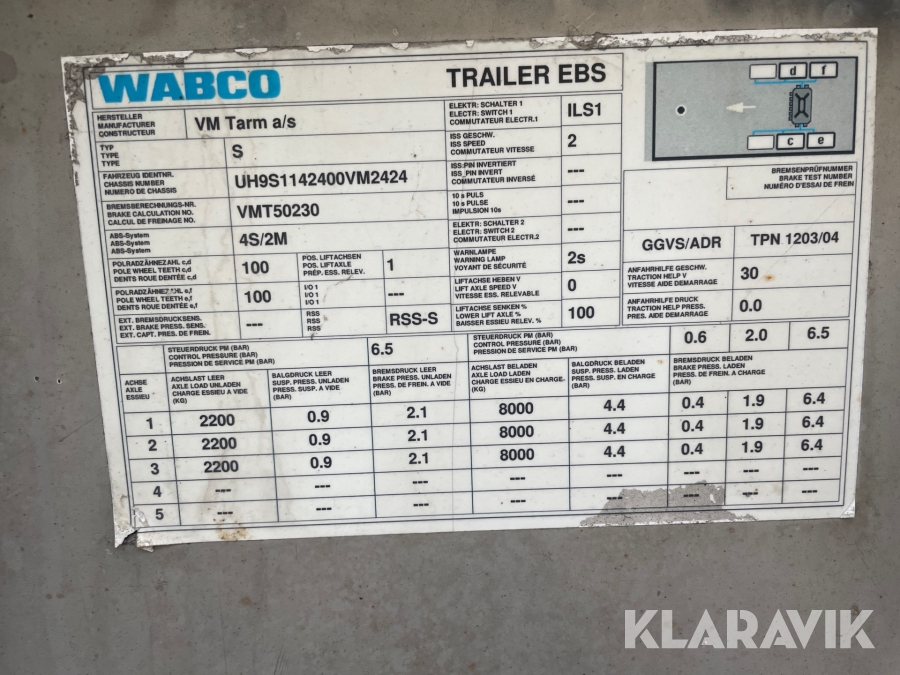 WABCO
TRAILER EBS
d f
c e
HERSTELLER
MANUFACTURER
CONSTRUCTEUR
VM Tarm a/s
ELEKTR: SCHALTER 1
ELECTR: SWITCH 1
COMMUTATEUR ELECTR.1
ILS1
TYP
TYPE
TYPE
S
ISS GESCHW.
ISS SPEED
COMMUTATEUR VITESSE
2
FAHRZEUG IDENTNR.
CHASSIS NUMBER
NUMERO DE CHASSIS
UH9S1142400VM2424
ISS:PIN INVERTIERT
ISS_PIN INVERT
COMMUTATEUR INVERSÉ
---
BREMSENPRÜFNUMMER
BRAKE TEST NUMBER
NUMÉRO D'ESSAI DE FREIN
BREMSBERECHNUNGS-NR.
BRAKE CALCULATION NO.
CALCUL DE FREINAGE NO.
VMT50230
10 s PULS
10 s PULSE
IMPULSION 10s
---
ABS-System
ABS-System
ABS-System
4S/2M
ELEKTR: SCHALTER 2
ELECTR: SWITCH 2
COMMUTATEUR ELECTR.2
---
GGVS/ADR
TPN 1203/04
POLRADZÄHNEZAHL c,d
POLE WHEEL TEETH c,d
DENTS ROUE DENTÉE c,d
100
POS. LIFTACHSEN
POS. LIFTAXLE
PRÉP. ESS. RELEV.
1
WARNLAMPE
WARNING LAMP
VOYANT DE SÉCURITÉ
2s
ANFAHRHILFE GESCHW.
TRACTION HELP V
VITESSE AIDE DEMARRAGE
30
POLRADZÄHNEZAHL e,f
POLE WHEEL TEETH e,f
DENTS ROUE DENTÉE e,f
100
I/O 1
I/O 1
I/O 1
---
LIFTACHSE HEBEN V
LIFT AXLE SPEED V
VITESSE ESS. RELEVABLE
0
ANFAHRHILFE DRUCK
TRACTION HELP PRESS.
PRES. AIDE DEMARRAGE
0.0
EXT. BREMSDRUCKSENS.
EXT. BRAKE PRESS. SENS.
EXT. CAPT. PRES. DE FREIN.
---
RSS
RSS
RSS
RSS-S
LIFTACHSE SENKEN %
LOWER LIFT AXLE %
BAISSER ESSIEU RELEV. %
100
STEUERDRUCK PM (BAR)
CONTROL PRESSURE (BAR)
PRESSION DE SERVICE PM (BAR)
6.5
STEUERDRUCK PM (BAR)
CONTROL PRESSURE (BAR)
PRESSION DE SERVICE PM (BAR)
0.6 2.0 6.5
ACHSE
AXLE
ESSIEU
ACHSLAST LEER
AXLE LOAD UNLADEN
CHARGE ESSIEU A VIDE
(KG)
BALGDRUCK LEER
SUSP. PRESS. UNLADEN
PRESS. SUSP. A VIDE
(BAR)
BREMSDRUCK LEER
BRAKE PRESS. UNLADEN
PRESS. DE FREIN. A VIDE
(BAR)
ACHSLAST BELADEN
AXLE LOAD LADEN
CHARGE ESSIEU EN CHARGE.
(KG)
BALGDRUCK BELADEN
SUSP. PRESS. LADEN
PRESS. SUSP. EN CHARGE
(BAR)
BREMSDRUCK BELADEN
BRAKE PRESS. LADEN
PRESS. DE FREIN. A CHARGE
(BAR)
1 2200 0.9 2.1 8000 4.4 0.4 1.9 6.4
2 2200 0.9 2.1 8000 4.4 0.4 1.9 6.4
3 2200 0.9 2.1 8000 4.4 0.4 1.9 6.4
4 --- --- --- --- --- --- --- ---
5 --- --- --- --- --- --- --- ---
KLARAVIK